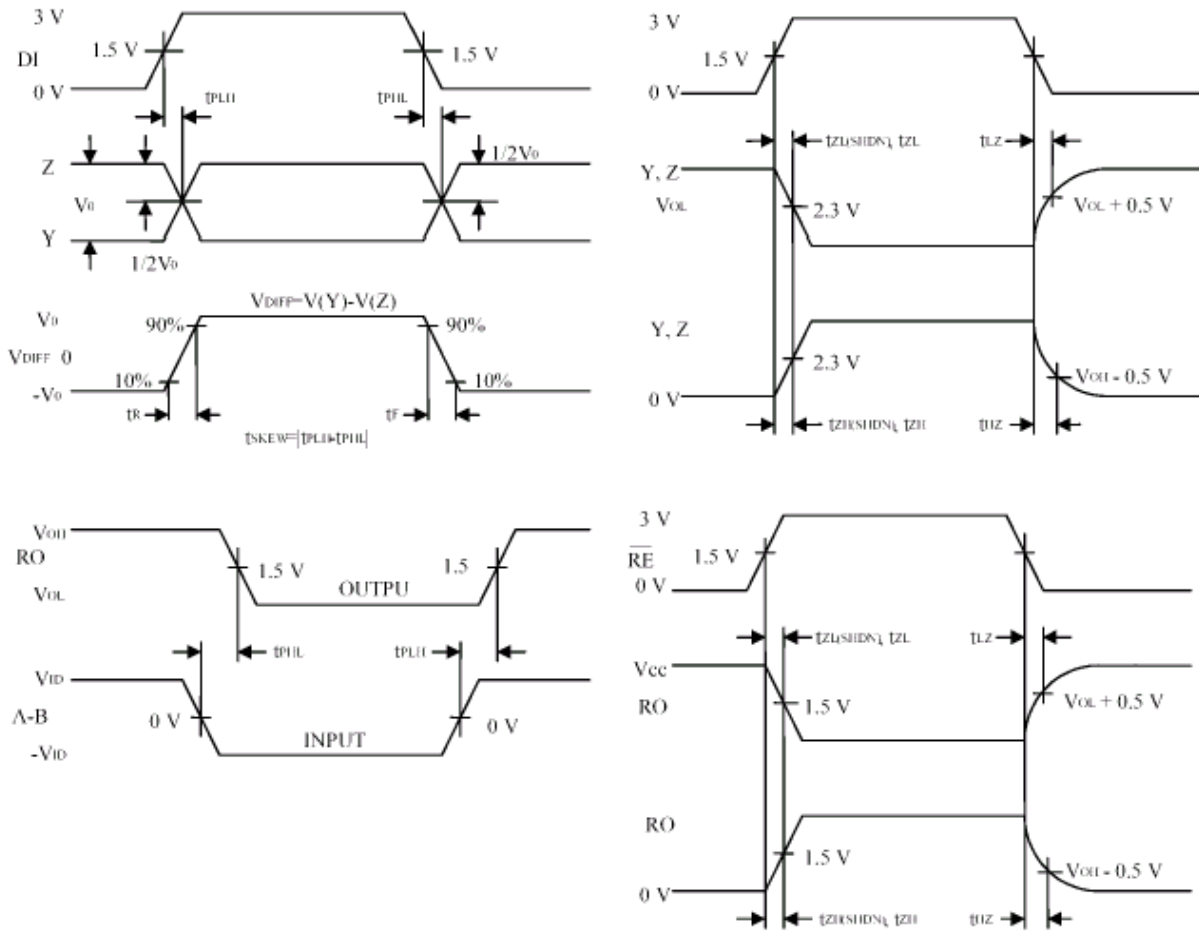 3 V
DI
1.5 V
1.5 V
0 V
tPLH
tPHL
Z
1/2V0
V0
Y
1/2V0
VDIFF=V(Y)-V(Z)
V0
90%
90%
VDIFF 0
10%
10%
-V0
tR
tF
tSKEW=|tPLH-tPHL|
3 V
1.5 V
0 V
tZL(SHDN), tZL
tLZ
Y, Z
VOL
2.3 V
VOL + 0.5 V
Y, Z
2.3 V
0 V
VOH - 0.5 V
tZH(SHDN), tZH
tHZ
VOH
RO
1.5 V
1.5
VOL
OUTPU
tPHL
tPLH
VID
A-B
0 V
0 V
-VID
INPUT
3 V
RE
1.5 V
1.5 V
0 V
tZL(SHDN), tZL
tLZ
Vcc
RO
1.5 V
VOL + 0.5 V
RO
1.5 V
0 V
VOH - 0.5 V
tZH(SHDN), tZH
tHZ